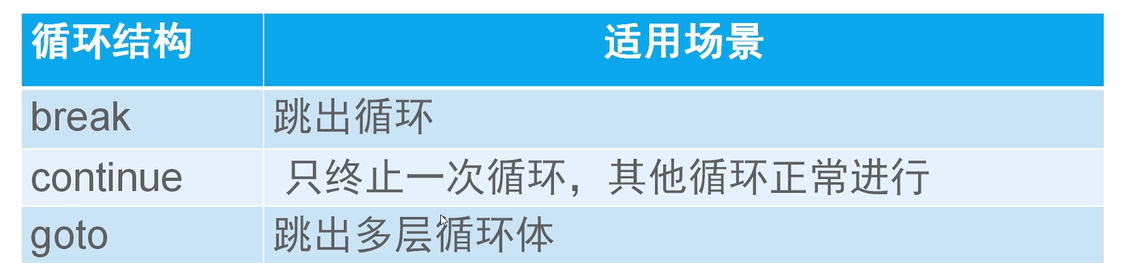 循环结构 适用场景
break 跳出循环
continue 只终止一次循环，其他循环正常进行
goto 跳出多层循环体